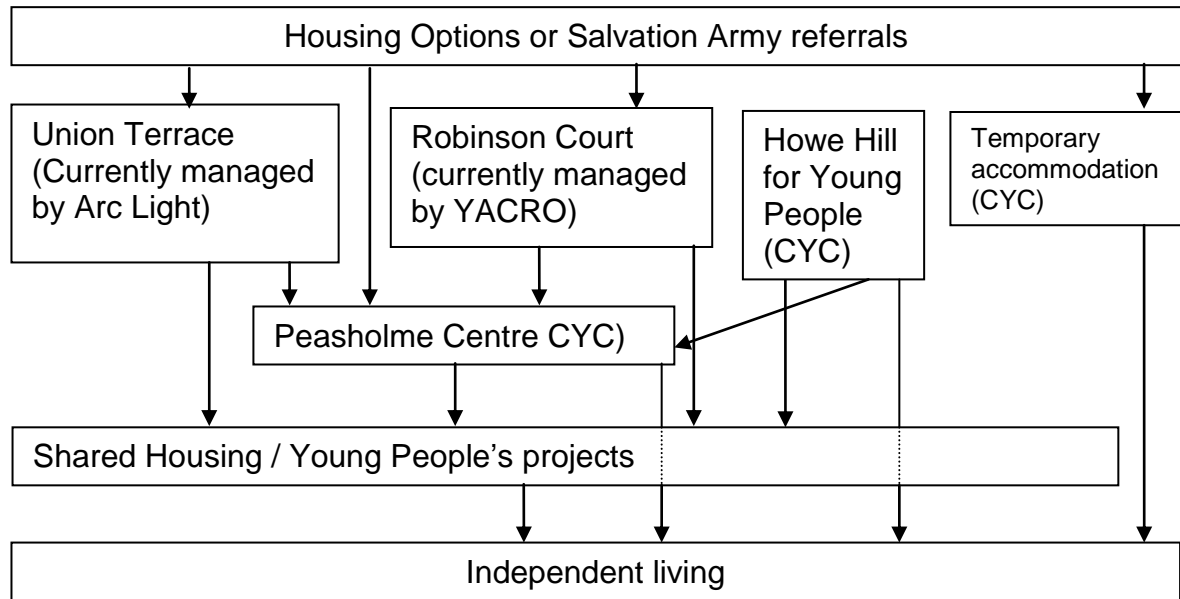 Housing Options or Salvation Army referrals
Union Terrace
(Currently managed
by Arc Light)
Robinson Court
(currently managed
by YACRO)
Howe Hill
for Young
People
(CYC)
Temporary
accommodation
(CYC)
Peasholme Centre CYC)
Shared Housing / Young People’s projects
Independent living